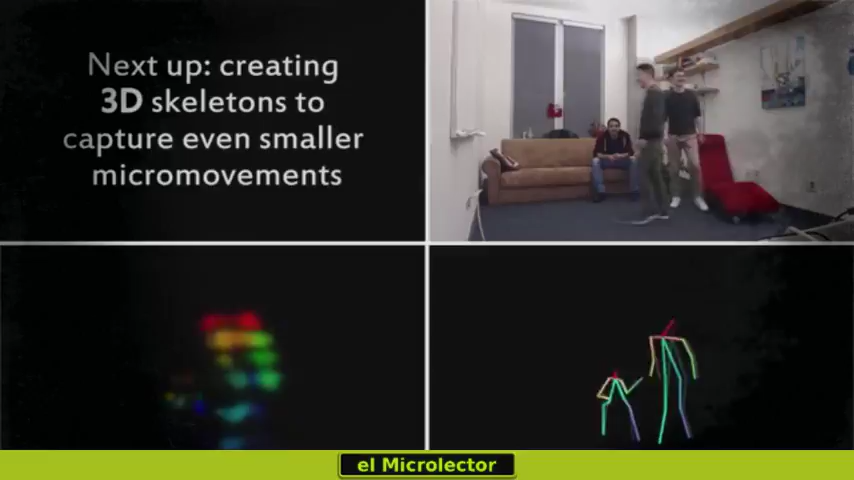 Next up: creating
3D skeletons to
capture even smaller
micromovements
el Microlector